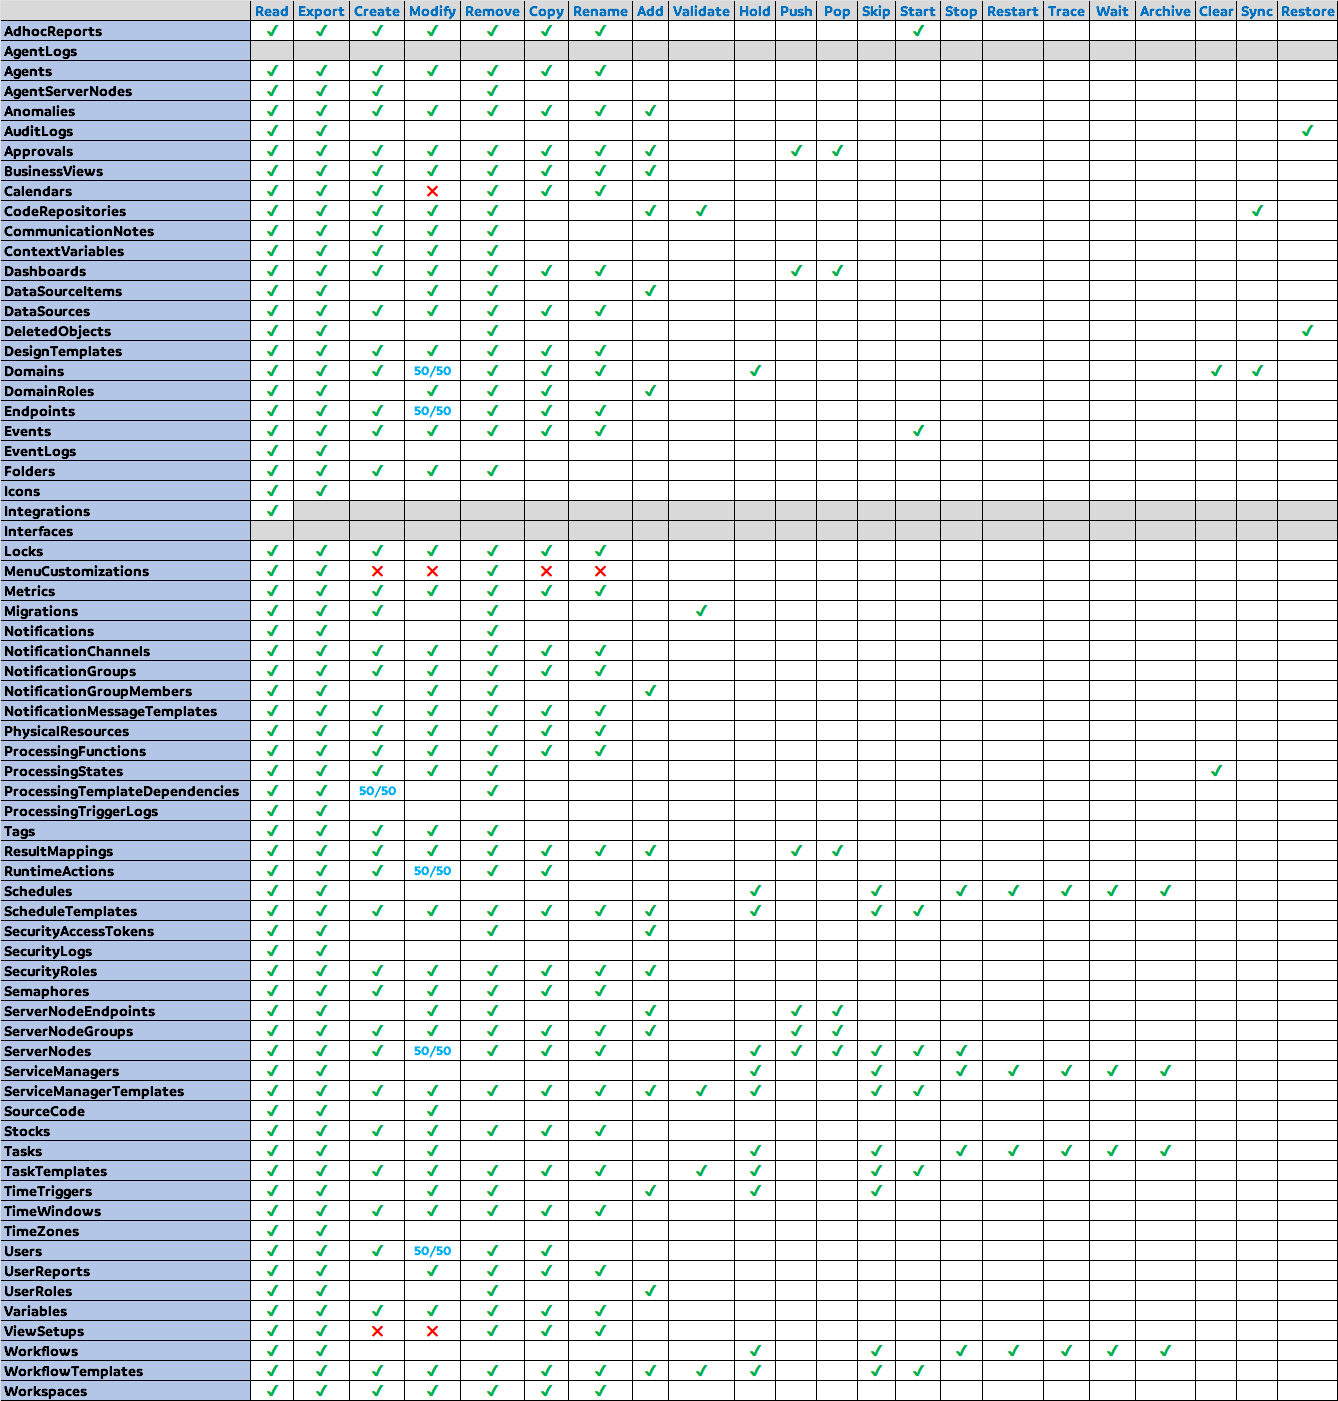 Read Export Create Modify Remove Copy Rename Add Validate Hold Push Pop Skip Start Stop Restart Trace Wait Archive Clear Sync Restore
AdhocReports ✓ ✓ ✓ ✓ ✓ ✓ ✓ ✓
AgentLogs
Agents ✓ ✓ ✓ ✓ ✓ ✓ ✓
AgentServerNodes ✓ ✓ ✓ ✓
Anomalies ✓ ✓ ✓ ✓ ✓ ✓ ✓ ✓
AuditLogs ✓ ✓ ✓
Approvals ✓ ✓ ✓ ✓ ✓ ✓ ✓ ✓ ✓ ✓
BusinessViews ✓ ✓ ✓ ✓ ✓ ✓ ✓ ✓
Calendars ✓ ✓ ✓ ✗ ✓ ✓ ✓
CodeRepositories ✓ ✓ ✓ ✓ ✓ ✓ ✓ ✓
CommunicationNotes ✓ ✓ ✓ ✓ ✓
ContextVariables ✓ ✓ ✓ ✓ ✓
Dashboards ✓ ✓ ✓ ✓ ✓ ✓ ✓ ✓ ✓
DataSourceItems ✓ ✓ ✓ ✓ ✓
DataSources ✓ ✓ ✓ ✓ ✓ ✓ ✓
DeletedObjects ✓ ✓ ✓ ✓
DesignTemplates ✓ ✓ ✓ ✓ ✓ ✓ ✓
Domains ✓ ✓ ✓ 50/50 ✓ ✓ ✓ ✓ ✓ ✓
DomainRoles ✓ ✓ ✓ ✓ ✓ ✓
Endpoints ✓ ✓ ✓ 50/50 ✓ ✓ ✓
Events ✓ ✓ ✓ ✓ ✓ ✓ ✓ ✓
EventLogs ✓ ✓
Folders ✓ ✓ ✓ ✓ ✓
Icons ✓ ✓
Integrations ✓
Interfaces
Locks ✓ ✓ ✓ ✓ ✓ ✓ ✓
MenuCustomizations ✓ ✓ ✗ ✗ ✓ ✗ ✗
Metrics ✓ ✓ ✓ ✓ ✓ ✓ ✓
Migrations ✓ ✓ ✓ ✓ ✓
Notifications ✓ ✓ ✓
NotificationChannels ✓ ✓ ✓ ✓ ✓ ✓ ✓
NotificationGroups ✓ ✓ ✓ ✓ ✓ ✓ ✓
NotificationGroupMembers ✓ ✓ ✓ ✓ ✓
NotificationMessageTemplates ✓ ✓ ✓ ✓ ✓ ✓ ✓
PhysicalResources ✓ ✓ ✓ ✓ ✓ ✓ ✓
ProcessingFunctions ✓ ✓ ✓ ✓ ✓ ✓ ✓
ProcessingStates ✓ ✓ ✓ ✓ ✓ ✓
ProcessingTemplateDependencies ✓ ✓ 50/50 ✓
ProcessingTriggerLogs ✓ ✓
Tags ✓ ✓ ✓ ✓ ✓
ResultMappings ✓ ✓ ✓ ✓ ✓ ✓ ✓ ✓ ✓ ✓
RuntimeActions ✓ ✓ ✓ 50/50 ✓ ✓
Schedules ✓ ✓ ✓ ✓ ✓ ✓ ✓ ✓ ✓
ScheduleTemplates ✓ ✓ ✓ ✓ ✓ ✓ ✓ ✓ ✓ ✓ ✓
SecurityAccessTokens ✓ ✓ ✓ ✓
SecurityLogs ✓ ✓
SecurityRoles ✓ ✓ ✓ ✓ ✓ ✓ ✓ ✓
Semaphores ✓ ✓ ✓ ✓ ✓ ✓ ✓
ServerNodeEndpoints ✓ ✓ ✓ ✓ ✓ ✓ ✓
ServerNodeGroups ✓ ✓ ✓ ✓ ✓ ✓ ✓ ✓ ✓ ✓
ServerNodes ✓ ✓ ✓ 50/50 ✓ ✓ ✓ ✓ ✓ ✓ ✓ ✓ ✓
ServiceManagers ✓ ✓ ✓ ✓ ✓ ✓ ✓ ✓ ✓
ServiceManagerTemplates ✓ ✓ ✓ ✓ ✓ ✓ ✓ ✓ ✓ ✓ ✓ ✓
SourceCode ✓ ✓ ✓
Stocks ✓ ✓ ✓ ✓ ✓ ✓ ✓
Tasks ✓ ✓ ✓ ✓ ✓ ✓ ✓ ✓ ✓ ✓
TaskTemplates ✓ ✓ ✓ ✓ ✓ ✓ ✓ ✓ ✓ ✓ ✓
TimeTriggers ✓ ✓ ✓ ✓ ✓ ✓ ✓
TimeWindows ✓ ✓ ✓ ✓ ✓ ✓ ✓
TimeZones ✓ ✓
Users ✓ ✓ ✓ 50/50 ✓ ✓
UserReports ✓ ✓ ✓ ✓ ✓ ✓
UserRoles ✓ ✓ ✓ ✓
Variables ✓ ✓ ✓ ✓ ✓ ✓ ✓
ViewSetups ✓ ✓ ✗ ✗ ✓ ✓ ✓
Workflows ✓ ✓ ✓ ✓ ✓ ✓ ✓ ✓ ✓
WorkflowTemplates ✓ ✓ ✓ ✓ ✓ ✓ ✓ ✓ ✓ ✓ ✓ ✓
Workspaces ✓ ✓ ✓ ✓ ✓ ✓ ✓